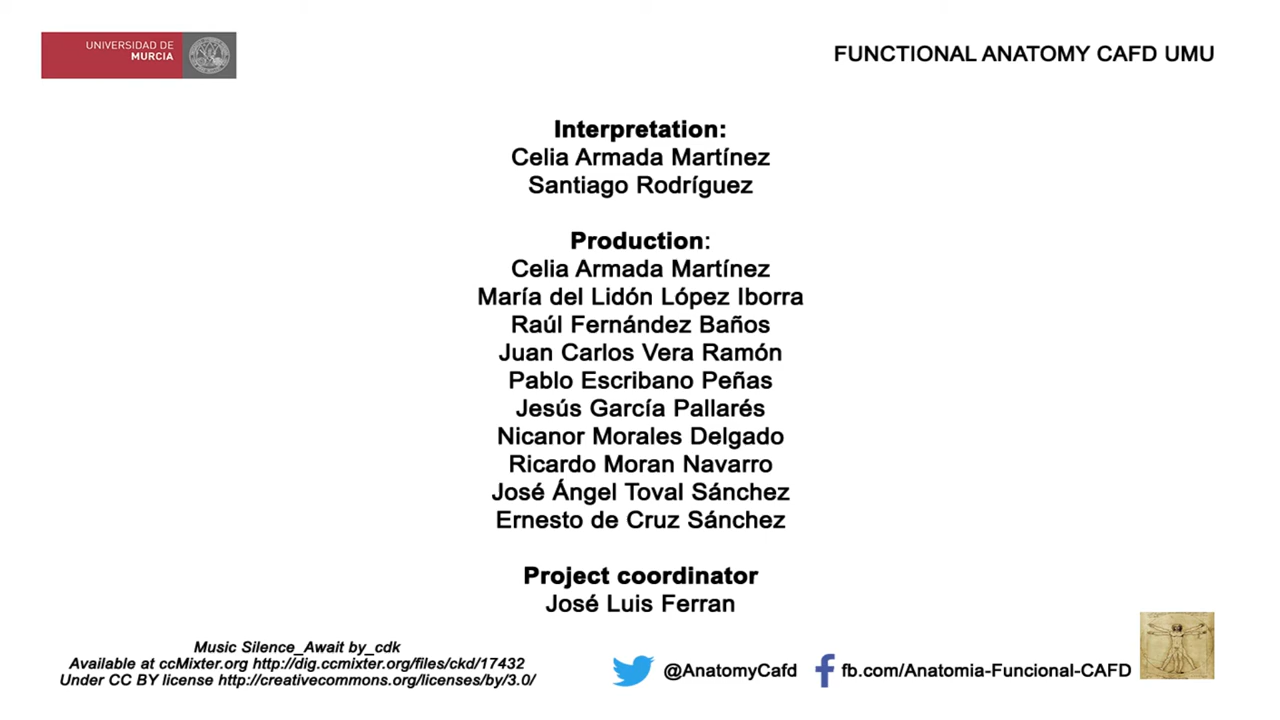 UNIVERSIDAD DE
MURCIA
FUNCTIONAL ANATOMY CAFD UMU
Interpretation:
Celia Armada Martínez
Santiago Rodríguez
Production:
Celia Armada Martínez
María del Lidón López Iborra
Raúl Fernández Baños
Juan Carlos Vera Ramón
Pablo Escribano Peñas
Jesús García Pallarés
Nicanor Morales Delgado
Ricardo Moran Navarro
José Ángel Toval Sánchez
Ernesto de Cruz Sánchez
Project coordinator
José Luis Ferran
Music Silence_Await by_cdk
Available at ccMixter.org http://dig.ccmixter.org/files/ckd/17432
Under CC BY license http://creativecommons.org/licenses/by/3.0/
@AnatomyCafd
fb.com/Anatomia-Funcional-CAFD